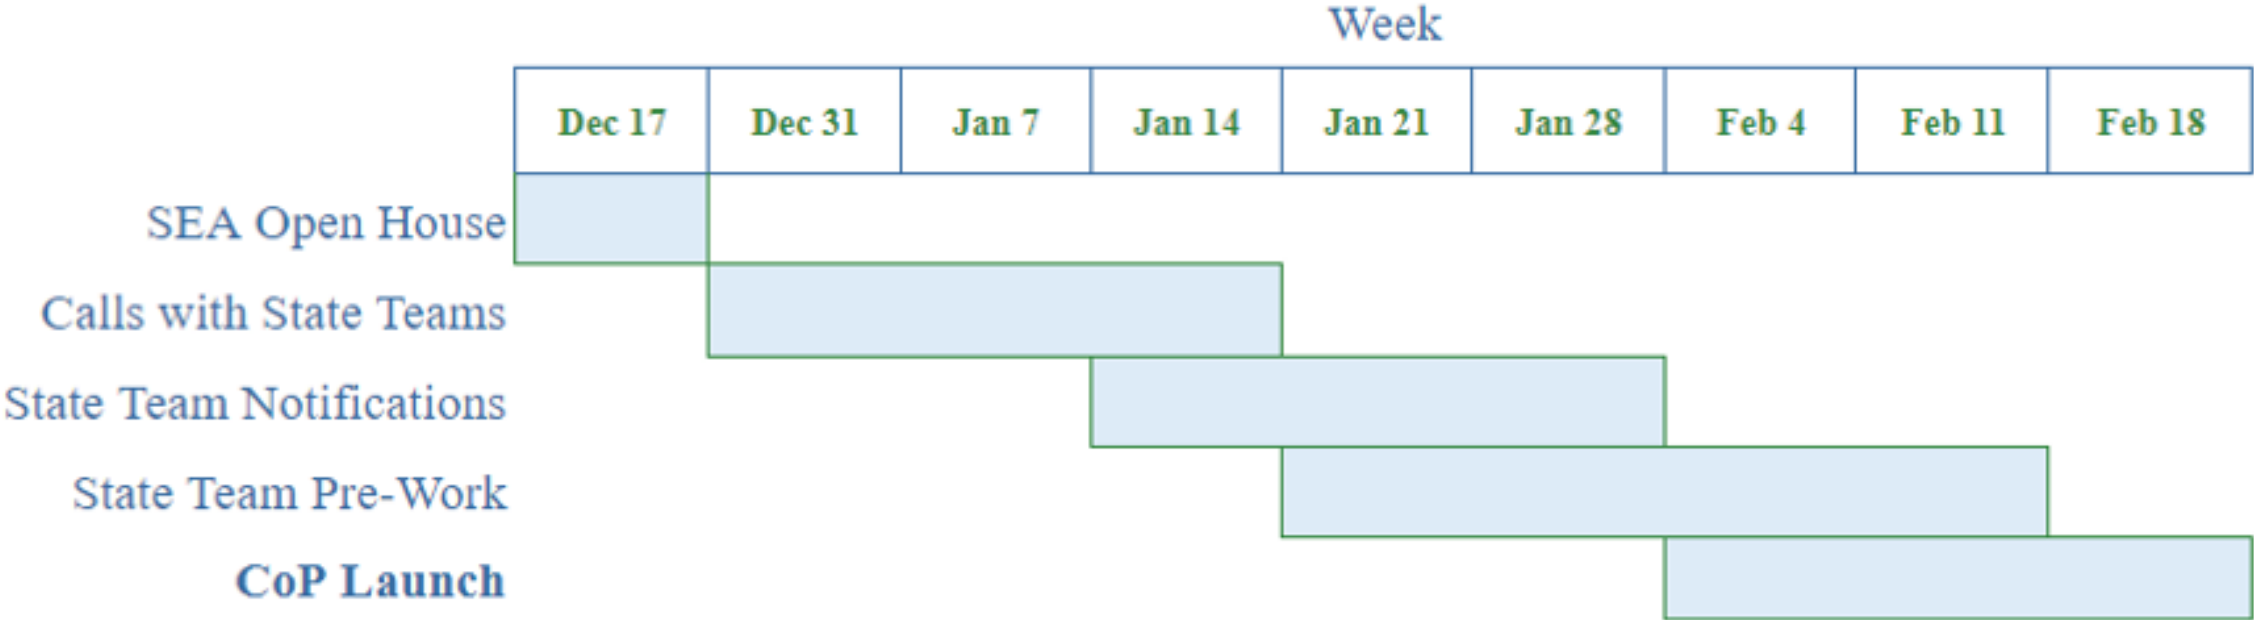 Week
Dec 17 Dec 31 Jan 7 Jan 14 Jan 21 Jan 28 Feb 4 Feb 11 Feb 18
SEA Open House
Calls with State Teams
State Team Notifications
State Team Pre-Work
CoP Launch